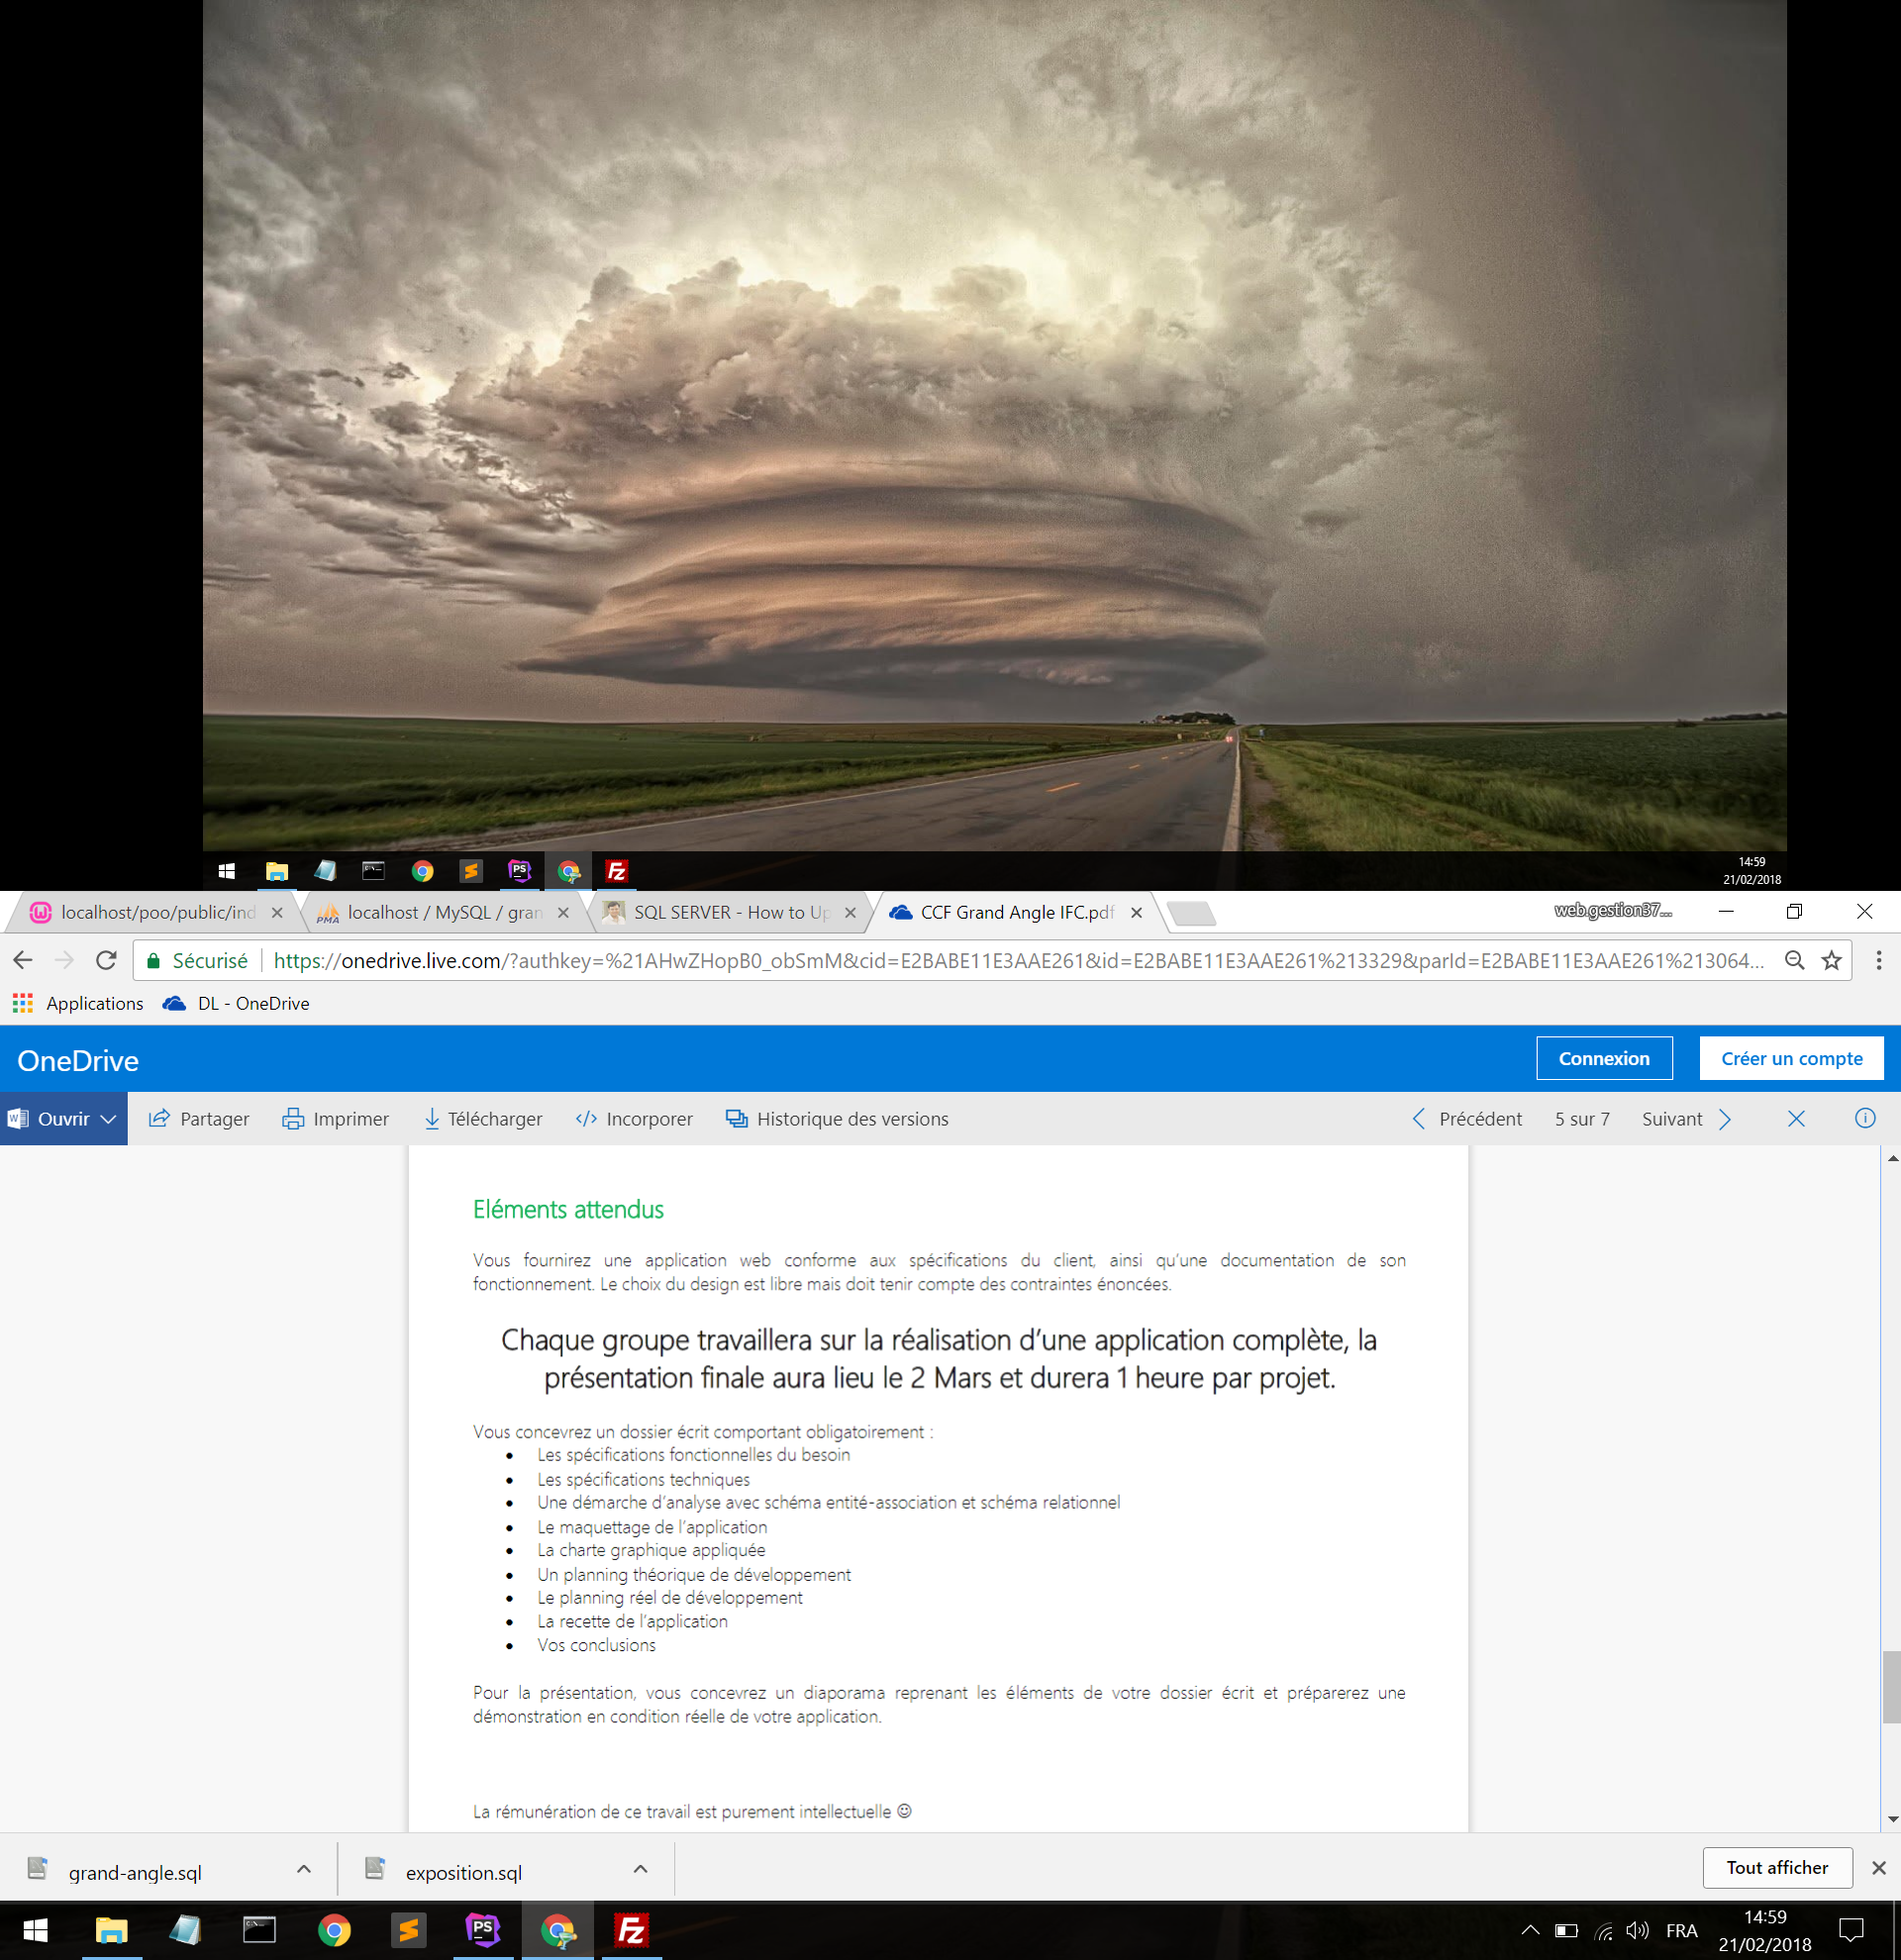 PS
Fz
14:59
21/02/2018
localhost/poo/public/ind
PMA
localhost / MySQL / gran
SQL SERVER - How to Up
CCF Grand Angle IFC.pdf
web.gestion37...
Sécurisé
https://onedrive.live.com/?authkey=%21AHwZHopB0_obSmM&cid=E2BABE11E3AAE261&id=E2BABE11E3AAE261%213329&parId=E2BABE11E3AAE261%213064...
Applications
DL - OneDrive
OneDrive
Connexion
Créer un compte
Ouvrir
Partager
Imprimer
Télécharger
Incorporer
Historique des versions
Précédent
5 sur 7
Suivant
Eléments attendus
Vous fournirez une application web conforme aux spécifications du client, ainsi qu'une documentation de son
fonctionnement. Le choix du design est libre mais doit tenir compte des contraintes énoncées.
Chaque groupe travaillera sur la réalisation d'une application complète, la
présentation finale aura lieu le 2 Mars et durera 1 heure par projet.
Vous concevrez un dossier écrit comportant obligatoirement :
• Les spécifications fonctionnelles du besoin
• Les spécifications techniques
• Une démarche d'analyse avec schéma entité-association et schéma relationnel
• Le maquettage de l'application
• La charte graphique appliquée
• Un planning théorique de développement
• Le planning réel de développement
• La recette de l'application
• Vos conclusions
Pour la présentation, vous concevrez un diaporama reprenant les éléments de votre dossier écrit et préparerez une
démonstration en condition réelle de votre application.
La rémunération de ce travail est purement intellectuelle ☺
grand-angle.sql
exposition.sql
Tout afficher
PS
Fz
FRA
14:59
21/02/2018